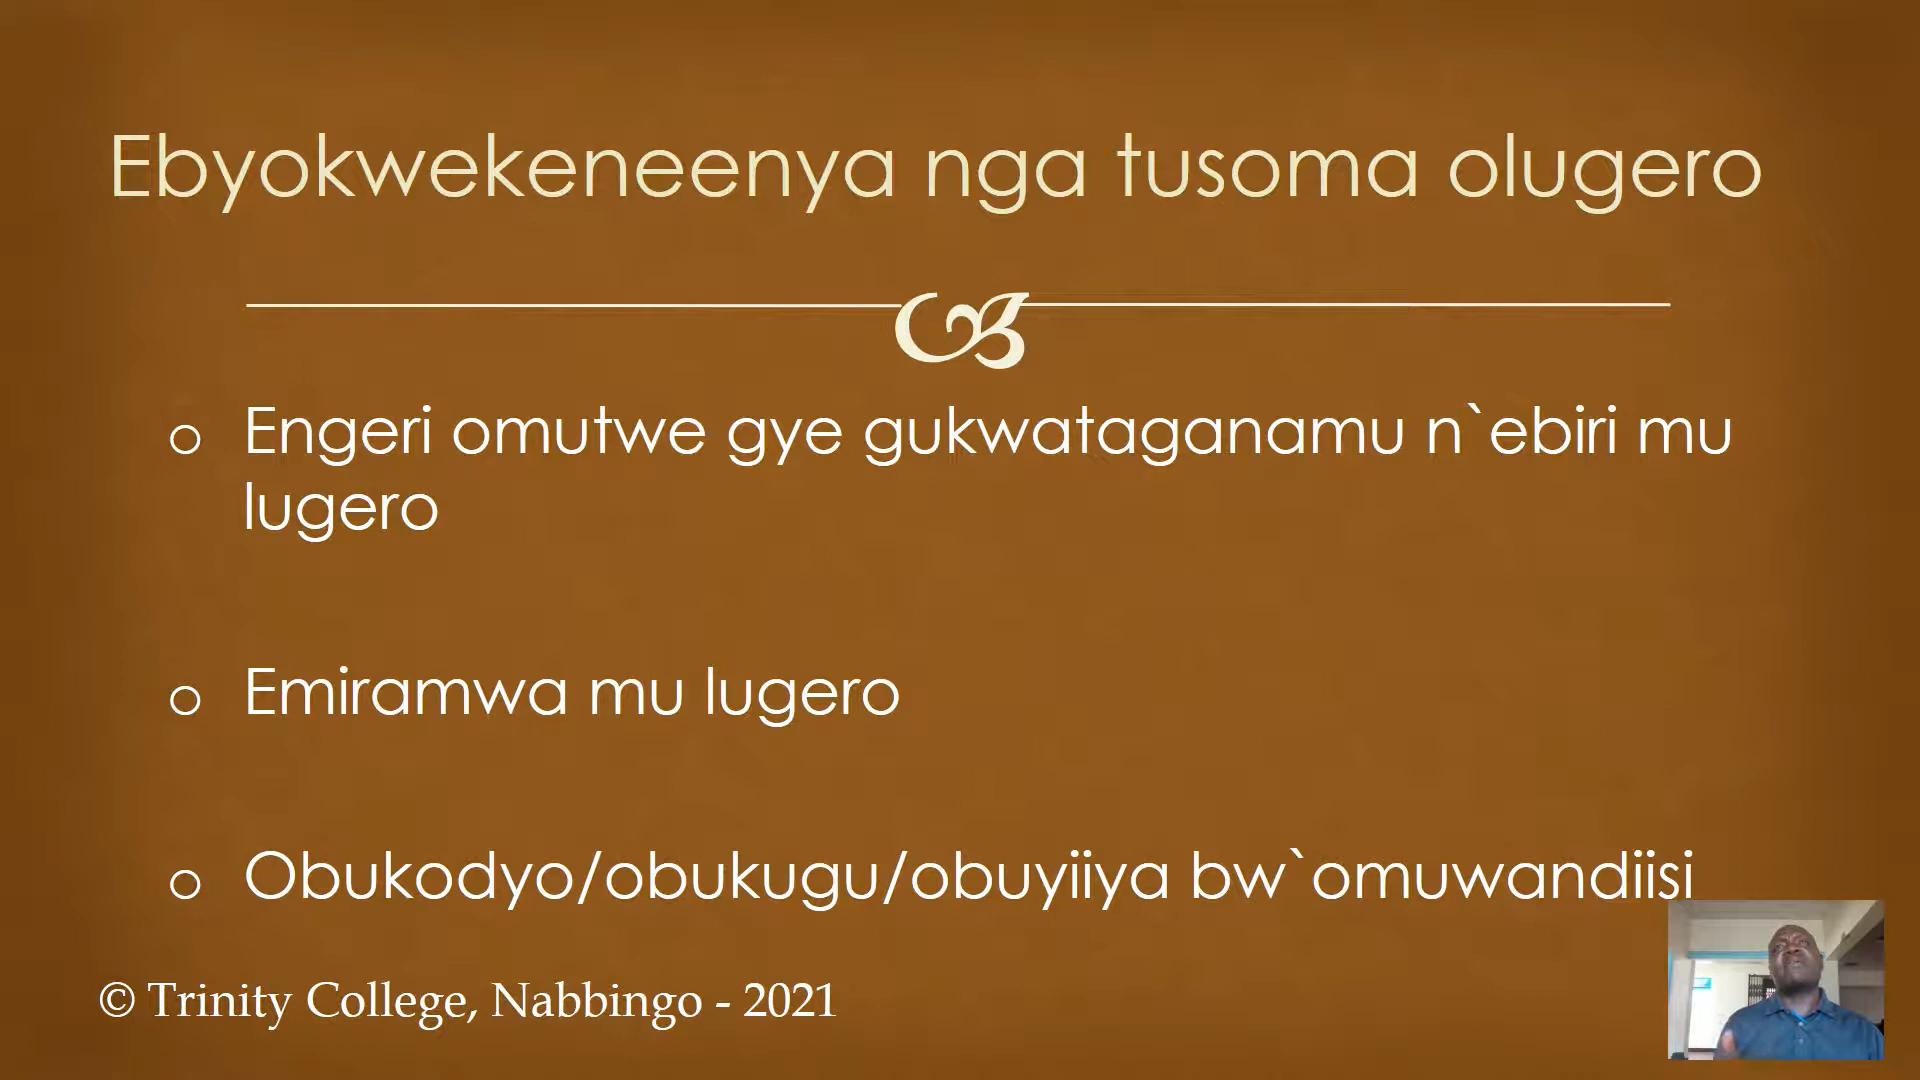 Ebyokwekeneenya nga tusoma olugero
o Engeri omutwe gye gukwataganamu n`ebiri mu
lugero
o Emiramwa mu lugero
o Obukodyo/obukugu/obuyiiya bw`omuwandiisi
© Trinity College, Nabbingo - 2021